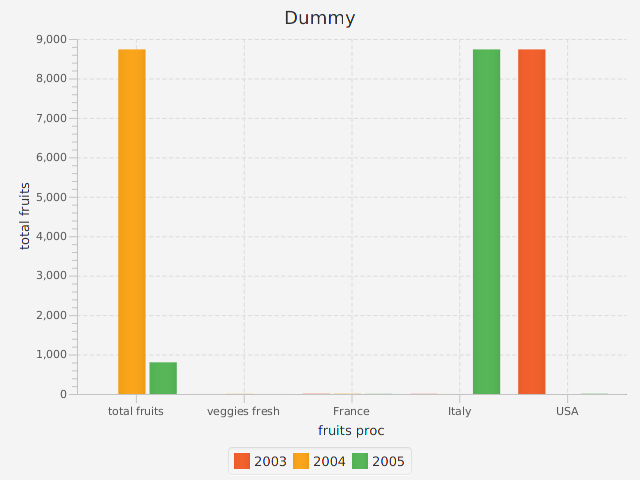 Dummy
9,000
8,000
7,000
6,000
5,000
4,000
3,000
2,000
1,000
0
total fruits
total fruits veggies fresh France Italy USA
fruits proc
2003 2004 2005